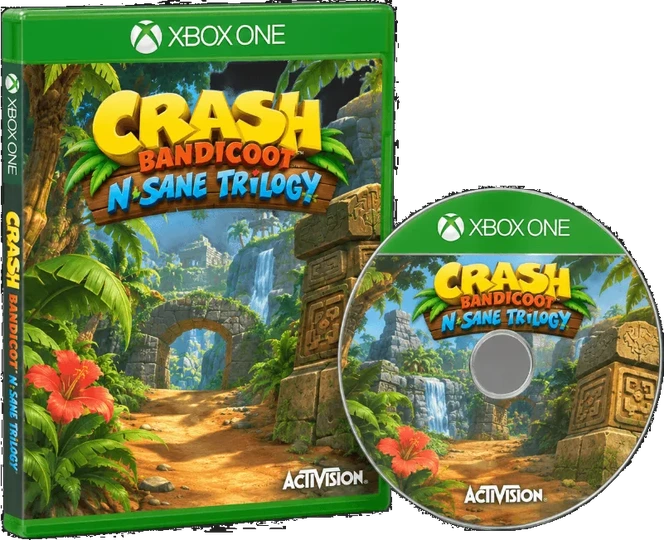 XBOX ONE
CRASH
BANDICOOT
N•SANE TRILOGY
ACTIVISION
XBOX ONE
CRASH BANDICOOT N•SANE TRILOGY
XBOX ONE
CRASH
BANDICOOT
N•SANE TRILOGY
ACTIVISION